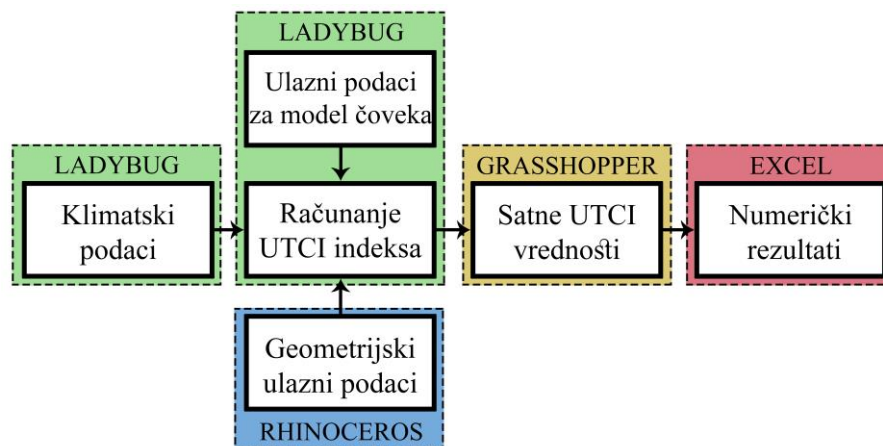 LADYBUG
Ulazni podaci
za model čoveka
LADYBUG
Klimatski
podaci
Računanje
UTCI indeksa
GRASSHOPPER
Satne UTCI
vrednosti
EXCEL
Numerički
rezultati
Geometrijski
ulazni podaci
RHINOCEROS